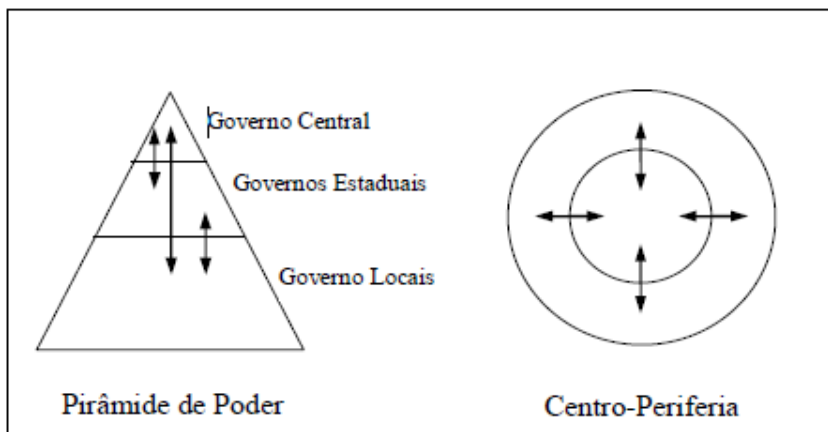 Governo Central
Governos Estaduais
Governo Locais
Pirâmide de Poder
Centro-Periferia